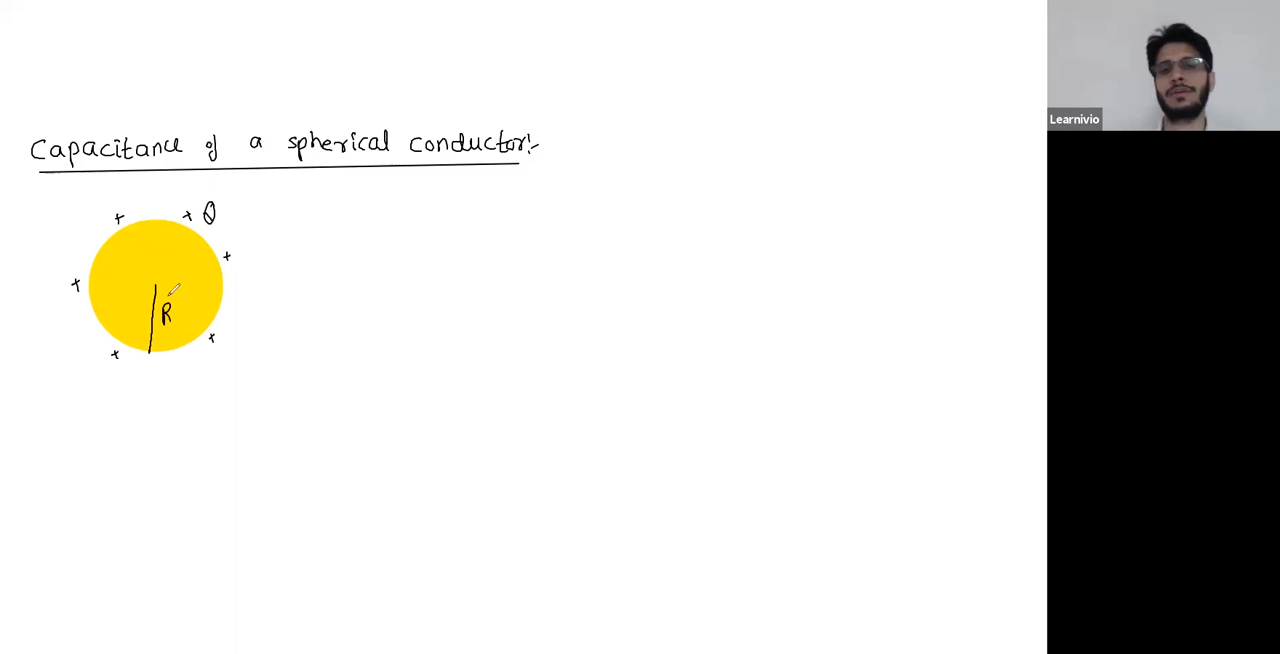 Capacitance of a spherical conductor:-
+ + Q
+
+
R
+
+
Learnivio